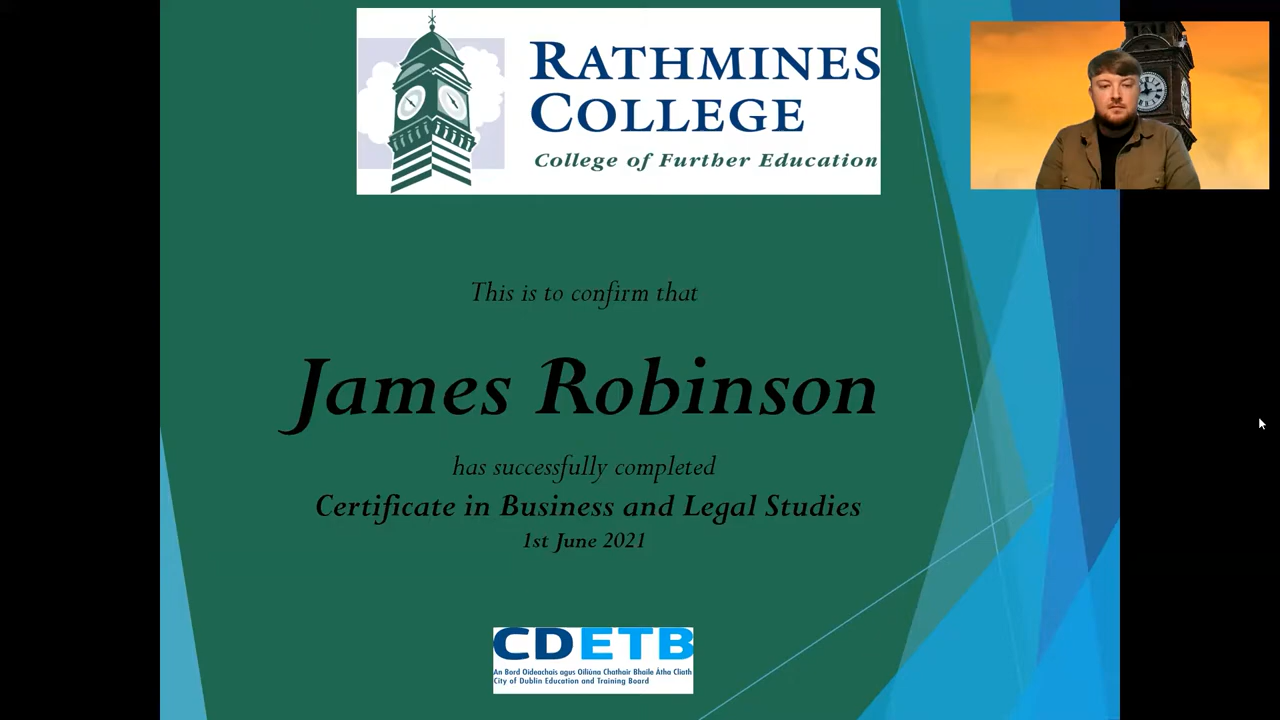 RATHMINES
COLLEGE
College of Further Education
This is to confirm that
James Robinson
has successfully completed
Certificate in Business and Legal Studies
1st June 2021
CDETB
An Bord Oideachais agus Oiliúna Chathair Bhaile Átha Cliath
City of Dublin Education and Training Board